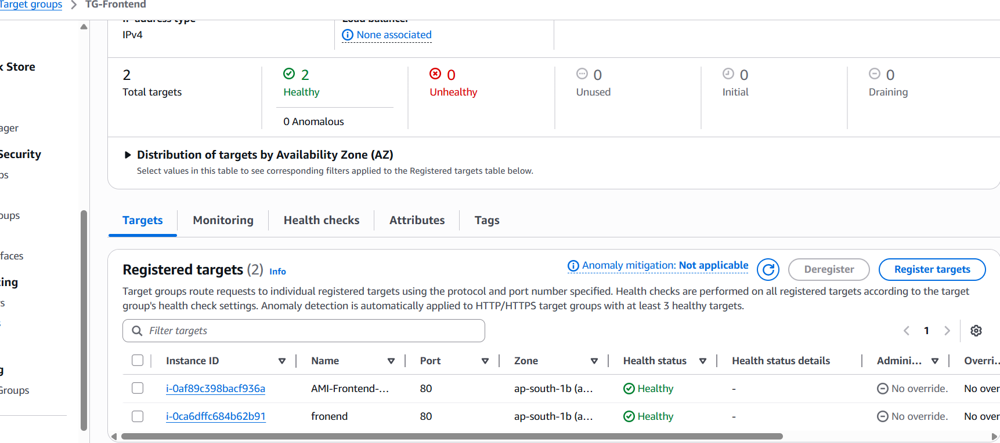 Target groups > TG-Frontend
IP address type
Load balancer
IPv4
None associated
k Store
ager
Security
ps
oups
faces
ing
rs
g
Groups
2
Total targets
2
Healthy
0 Anomalous
0
Unhealthy
0
Unused
0
Initial
0
Draining
Distribution of targets by Availability Zone (AZ)
Select values in this table to see corresponding filters applied to the Registered targets table below.
Targets Monitoring Health checks Attributes Tags
Registered targets (2) Info
Anomaly mitigation: Not applicable
Deregister
Register targets
Target groups route requests to individual registered targets using the protocol and port number specified. Health checks are performed on all registered targets according to the target
group's health check settings. Anomaly detection is automatically applied to HTTP/HTTPS target groups with at least 3 healthy targets.
Filter targets
1
Instance ID Name Port Zone Health status Health status details Admini... Overri...
i-0af89c398bacf936a AMI-Frontend-... 80 ap-south-1b (a... Healthy - No override. No over
i-0ca6dffc684b62b91 fronend 80 ap-south-1b (a... Healthy - No override. No over